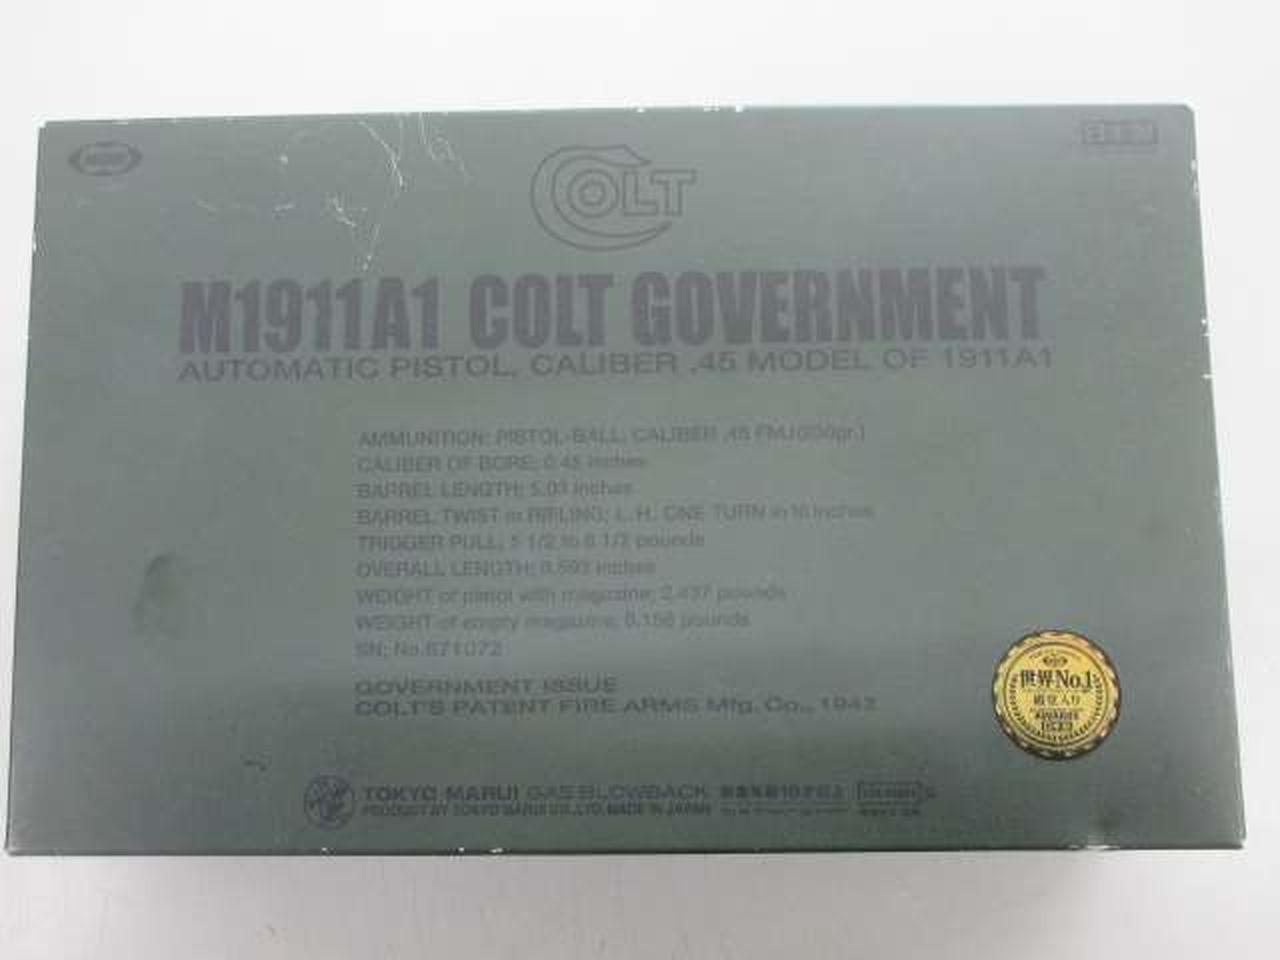 COLT
M1911A1 COLT GOVERNMENT
AUTOMATIC PISTOL, CALIBER .45 MODEL OF 1911A1
AMMUNITION; PISTOL-BALL; CALIBER .45 FMJ
CALIBER OF BORE; 0.45 inches
BARREL LENGTH; 5.03 inches
BARREL TWIST in RIFLING; L.H. ONE TURN in 16 inches
TRIGGER PULL; 5 1/2 to 6 1/2 pounds
OVERALL LENGTH; 8.593 inches
WEIGHT of pistol with magazine; 2.437 pounds
WEIGHT of empty magazine; 0.156 pounds
SN; No.671072
GOVERNMENT ISSUE
COLT'S PATENT FIRE ARMS Mfg. Co.,
世界No.1
TOKYO MARUI GAS BLOWBACK
PRODUCT BY TOKYO MARUI CO.,LTD. MADE IN JAPAN